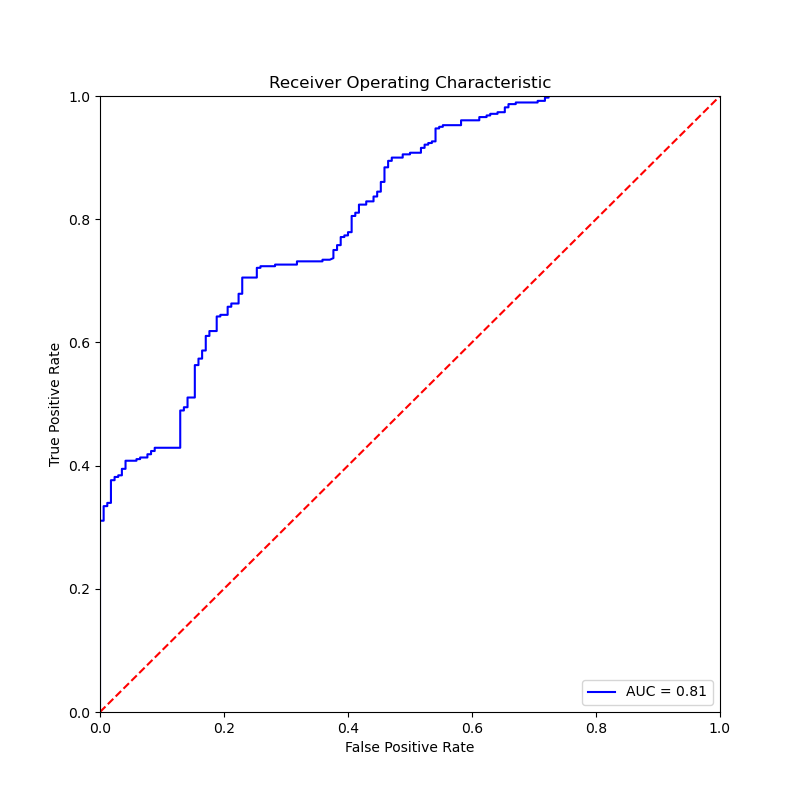 Receiver Operating Characteristic
1.0
0.8
0.6
0.4
0.2
0.0
True Positive Rate
AUC = 0.81
0.0 0.2 0.4 0.6 0.8 1.0
False Positive Rate